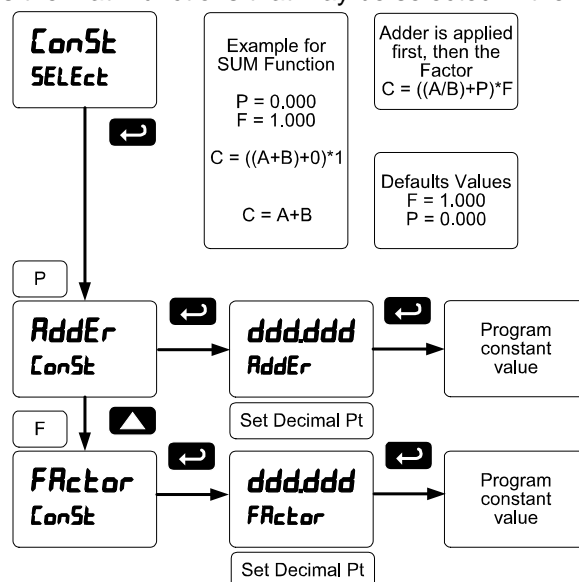 ConSt
SELEct
Example for
SUM Function
P = 0.000
F = 1.000
C = ((A+B)+0)*1
C = A+B
Adder is applied
first, then the
Factor
C = ((A/B)+P)*F
Defaults Values
F = 1.000
P = 0.000
P
AddEr
ConSt
ddd.ddd
AddEr
Set Decimal Pt
Program
constant
value
F
FActor
ConSt
ddd.ddd
FActor
Set Decimal Pt
Program
constant
value